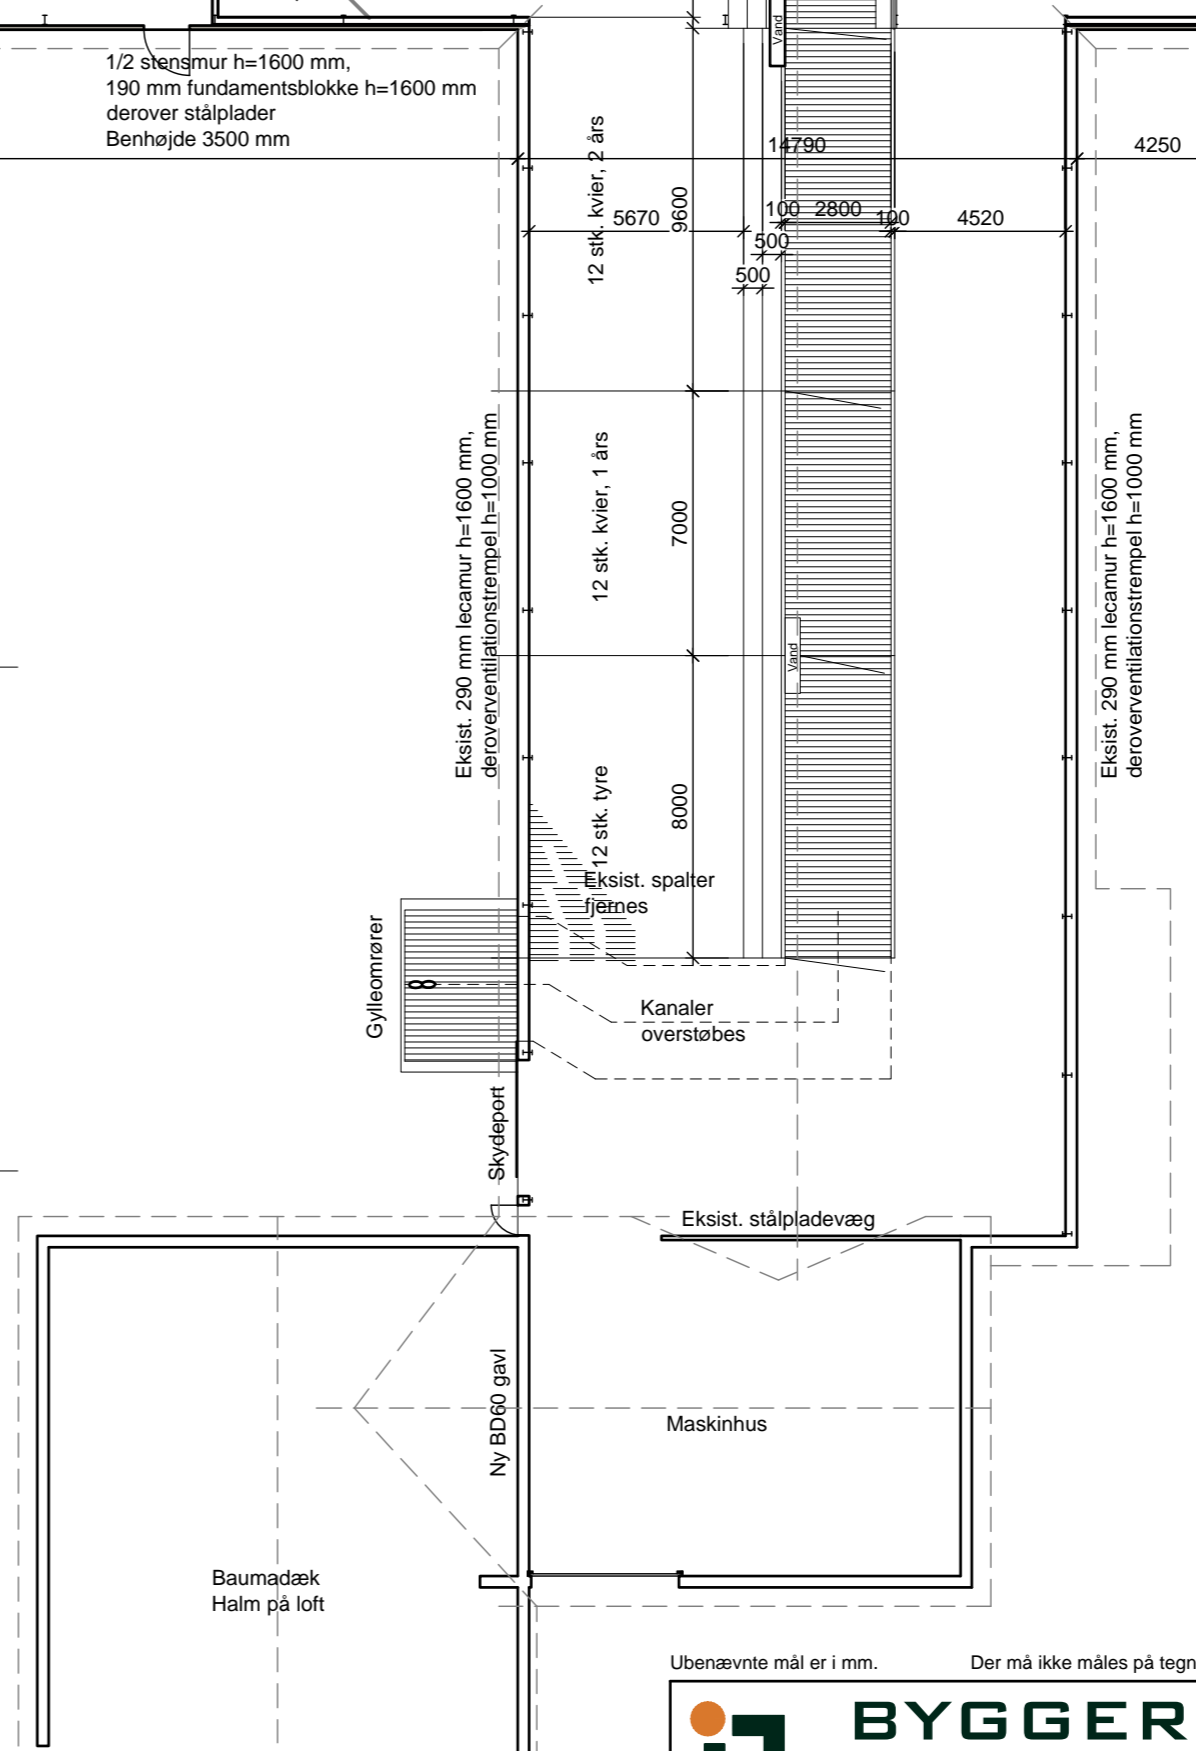 Vand
1/2 stensmur h=1600 mm,
190 mm fundamentsblokke h=1600 mm
derover stålplader
Benhøjde 3500 mm
14790
4250
12 stk. kvier, 2 års
9600
5670
100
2800
100
4520
500
500
Eksist. 290 mm lecamur h=1600 mm,
deroverventilationstrempel h=1000 mm
12 stk. kvier, 1 års
7000
Eksist. 290 mm lecamur h=1600 mm,
deroverventilationstrempel h=1000 mm
Vand
12 stk. tyre
8000
Eksist. spalter
fjernes
Gylleomrører
8
Kanaler
overstøbes
Skydeport
Eksist. stålpladevæg
Ny BD60 gavl
Maskinhus
Baumadæk
Halm på loft
Ubenævnte mål er i mm.
Der må ikke måles på tegn
BYGGER